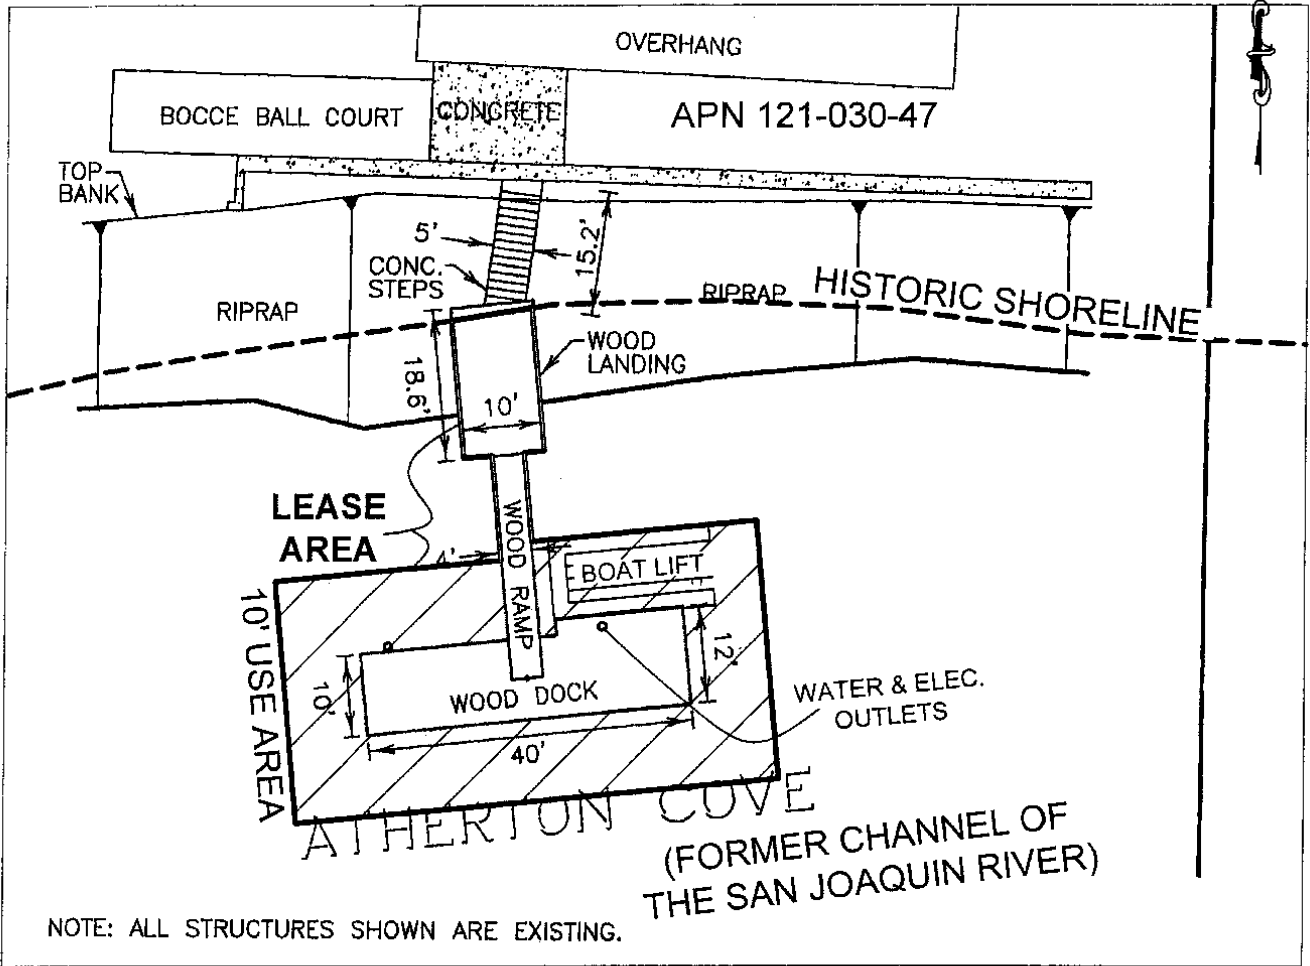 OVERHANG
BOCCE BALL COURT
CONCRETE
APN 121-030-47
TOP
BANK
5'
15.2'
CONC.
STEPS
RIPRAP
RIPRAP
HISTORIC SHORELINE
WOOD
LANDING
18.6'
10'
LEASE
AREA
4'
WOOD RAMP
BOAT LIFT
10' USE AREA
10'
12'
WOOD DOCK
40'
WATER & ELEC.
OUTLETS
ATHERTON COVE
(FORMER CHANNEL OF
THE SAN JOAQUIN RIVER)
NOTE: ALL STRUCTURES SHOWN ARE EXISTING.